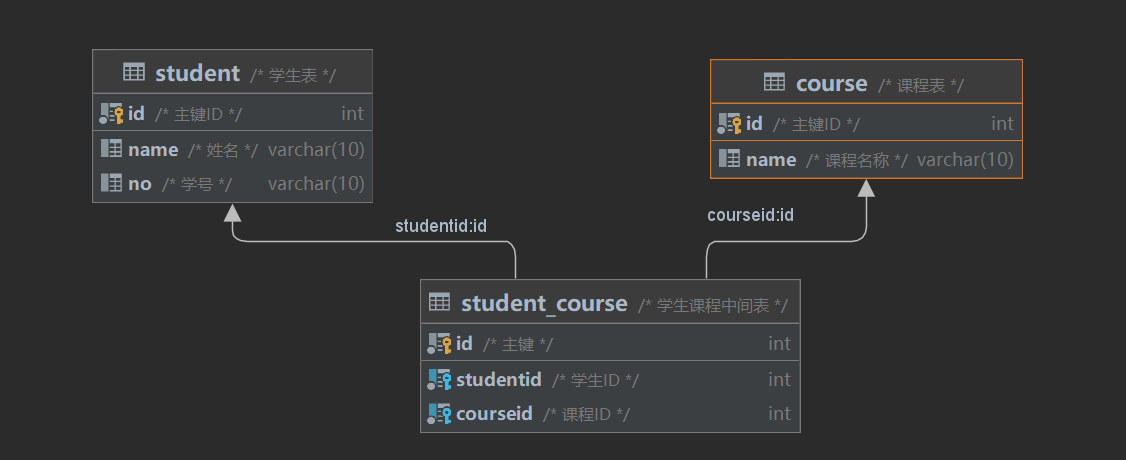 student /* 学生表 */
id /* 主键ID */ int
name /* 姓名 */ varchar(10)
no /* 学号 */ varchar(10)
course /* 课程表 */
id /* 主键ID */ int
name /* 课程名称 */ varchar(10)
studentid:id
courseid:id
student_course /* 学生课程中间表 */
id /* 主键 */ int
studentid /* 学生ID */ int
courseid /* 课程ID */ int